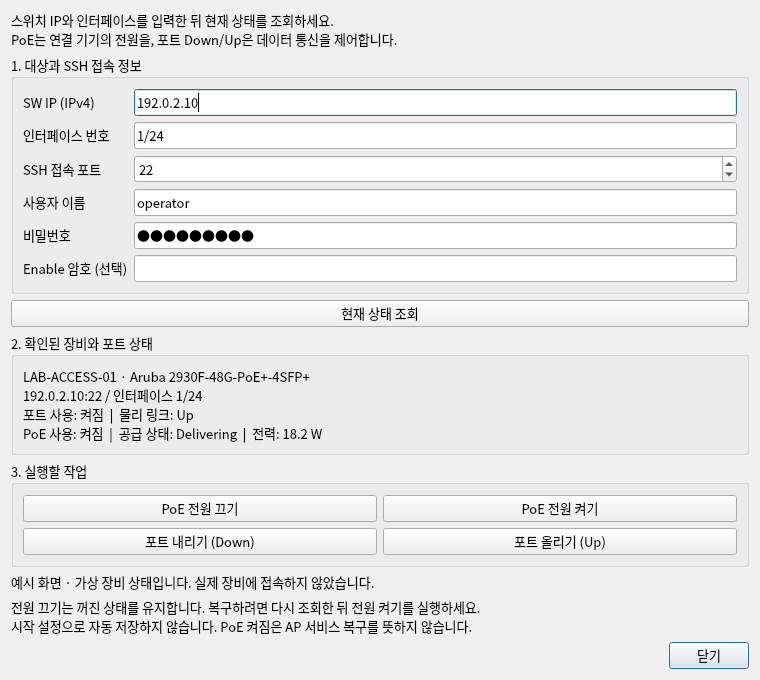 스위치 IP와 인터페이스를 입력한 뒤 현재 상태를 조회하세요.
PoE는 연결 기기의 전원을, 포트 Down/Up은 데이터 통신을 제어합니다.
1. 대상과 SSH 접속 정보
SW IP (IPv4) 192.0.2.10
인터페이스 번호 1/24
SSH 접속 포트 22
사용자 이름 operator
비밀번호 ●●●●●●●●●
Enable 암호 (선택)
현재 상태 조회
2. 확인된 장비와 포트 상태
LAB-ACCESS-01 · Aruba 2930F-48G-PoE+-4SFP+
192.0.2.10:22 / 인터페이스 1/24
포트 사용: 켜짐 | 물리 링크: Up
PoE 사용: 켜짐 | 공급 상태: Delivering | 전력: 18.2 W
3. 실행할 작업
PoE 전원 끄기 PoE 전원 켜기
포트 내리기 (Down) 포트 올리기 (Up)
예시 화면 · 가상 장비 상태입니다. 실제 장비에 접속하지 않았습니다.
전원 끄기는 꺼진 상태를 유지합니다. 복구하려면 다시 조회한 뒤 전원 켜기를 실행하세요.
시작 설정으로 자동 저장하지 않습니다. PoE 켜짐은 AP 서비스 복구를 뜻하지 않습니다.
닫기